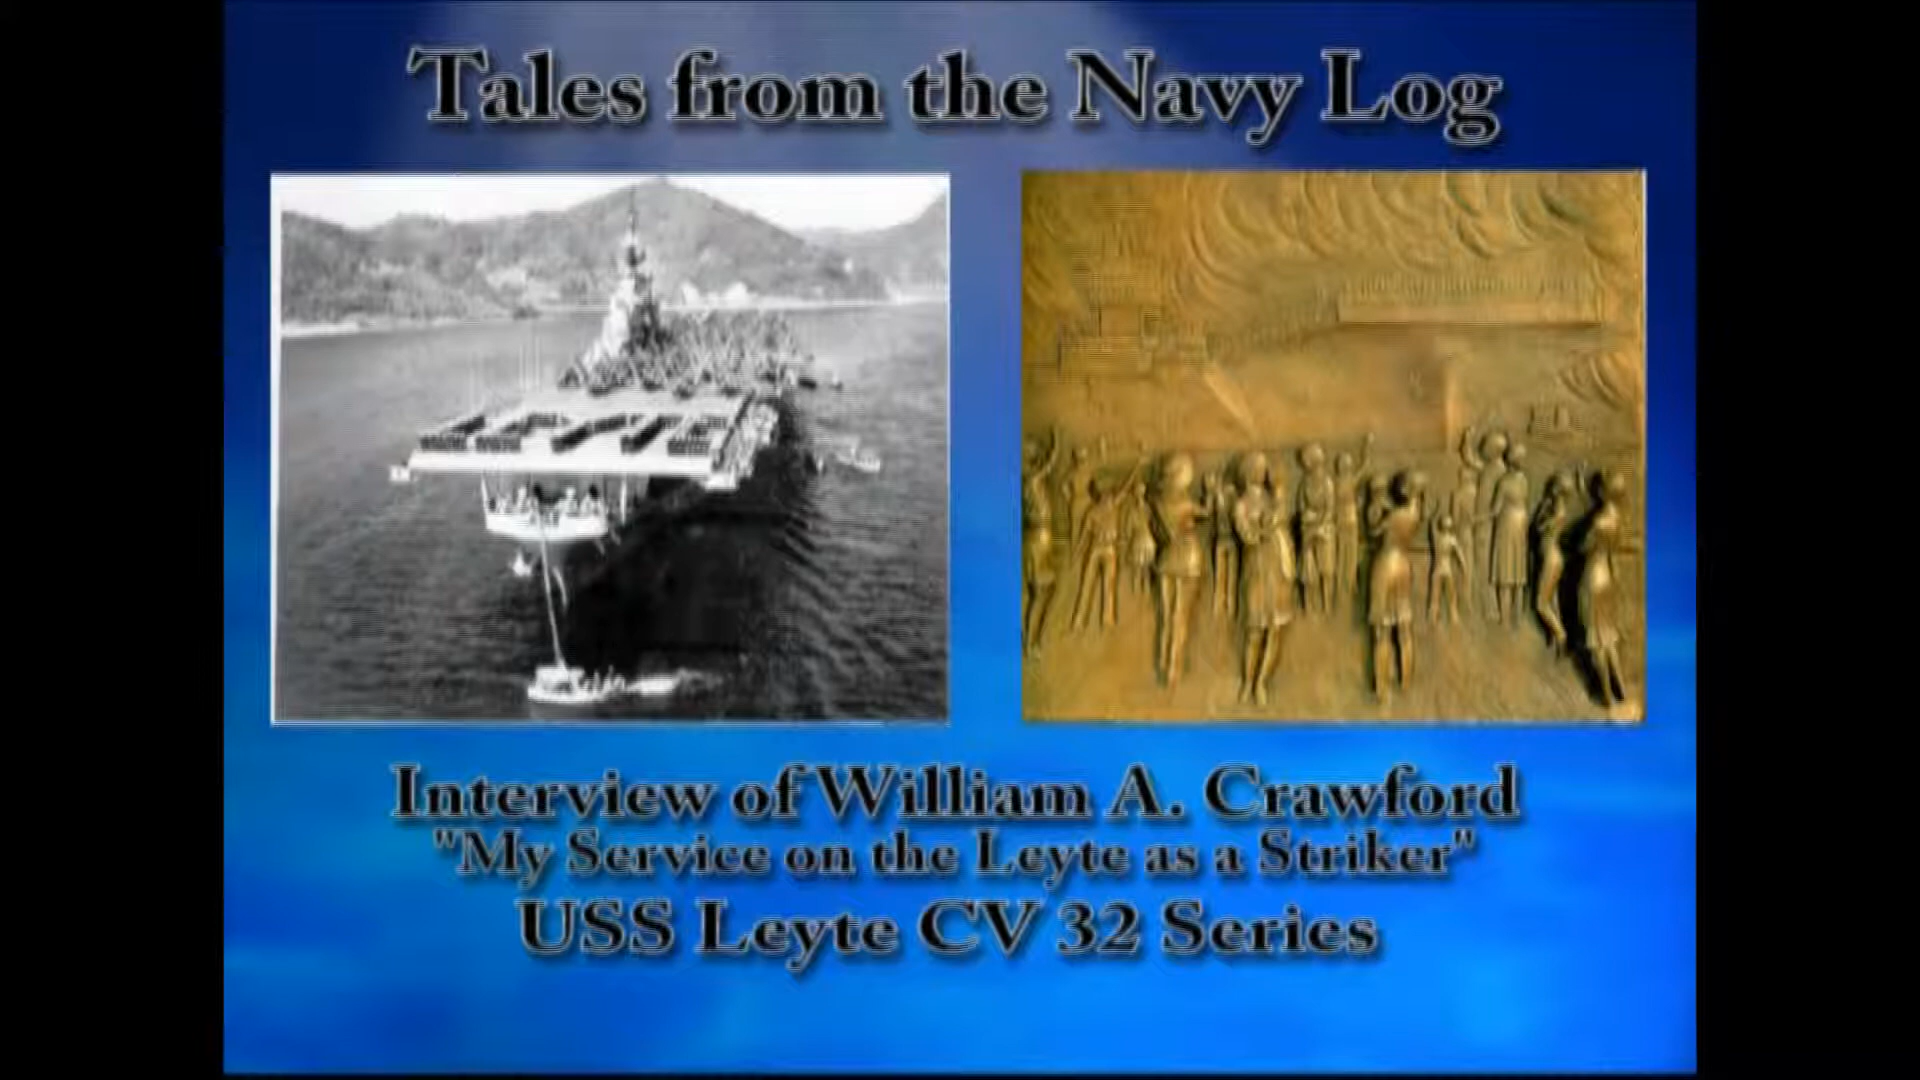 Tales from the Navy Log
LEYTE
Interview of William A. Crawford
"My Service on the Leyte as a Striker"
USS Leyte CV 32 Series